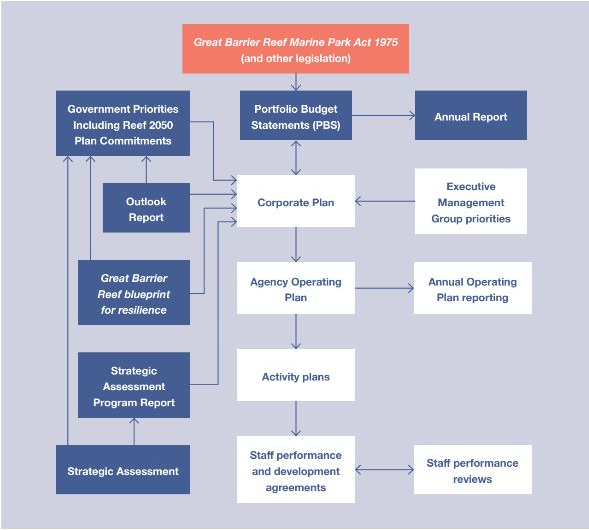 Great Barrier Reef Marine Park Act 1975
(and other legislation)
Government Priorities
Including Reef 2050
Plan Commitments
Portfolio Budget
Statements (PBS)
Annual Report
Outlook
Report
Corporate Plan
Executive
Management
Group priorities
Great Barrier
Reef blueprint
for resilience
Agency Operating
Plan
Annual Operating
Plan reporting
Strategic
Assessment
Program Report
Activity plans
Strategic Assessment
Staff performance
and development
agreements
Staff performance
reviews